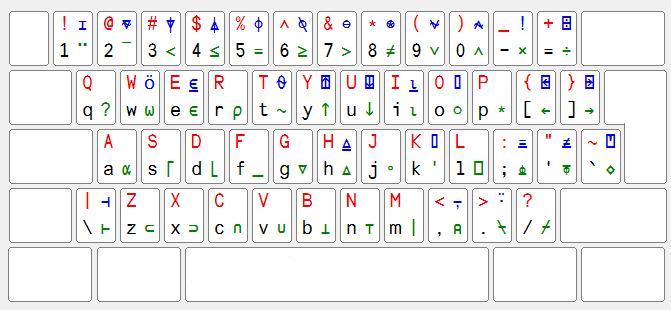 ! ⌶ @ ⍫ # ⍒ $ ⍋ % ⌽ ^ ⍉ & ⊖ * ⍟ ( ⍱ ) ⍲ _ ! + ⌹
1 ¨ 2 ¯ 3 < 4 ≤ 5 = 6 ≥ 7 > 8 ≠ 9 ∨ 0 ∧ - × = ÷
Q W ö E ⍷ R T Y ⍐ U ⍗ I ⍸ O ⌷ P { ⍇ } ⍈
q ? w ⍵ e ∊ r ⍴ t ~ y ↑ u ↓ i ⍳ o ○ p * [ ← ] →
A S D F G H ⍙ J K ⌷ L : ≡ " ≢ ~ ⍞
a ⍺ s ⌈ d ⌊ f _ g ∇ h ∆ j ∘ k ' l ⎕ ; ⍎ ' ⍕ ` ⋄
| ⊣ Z X C V B N M < > ?
\ ⊢ z ⊂ x ⊃ c ∩ v ∪ b ⊥ n ⊤ m | , ⍝ . ⍀ / ⌿